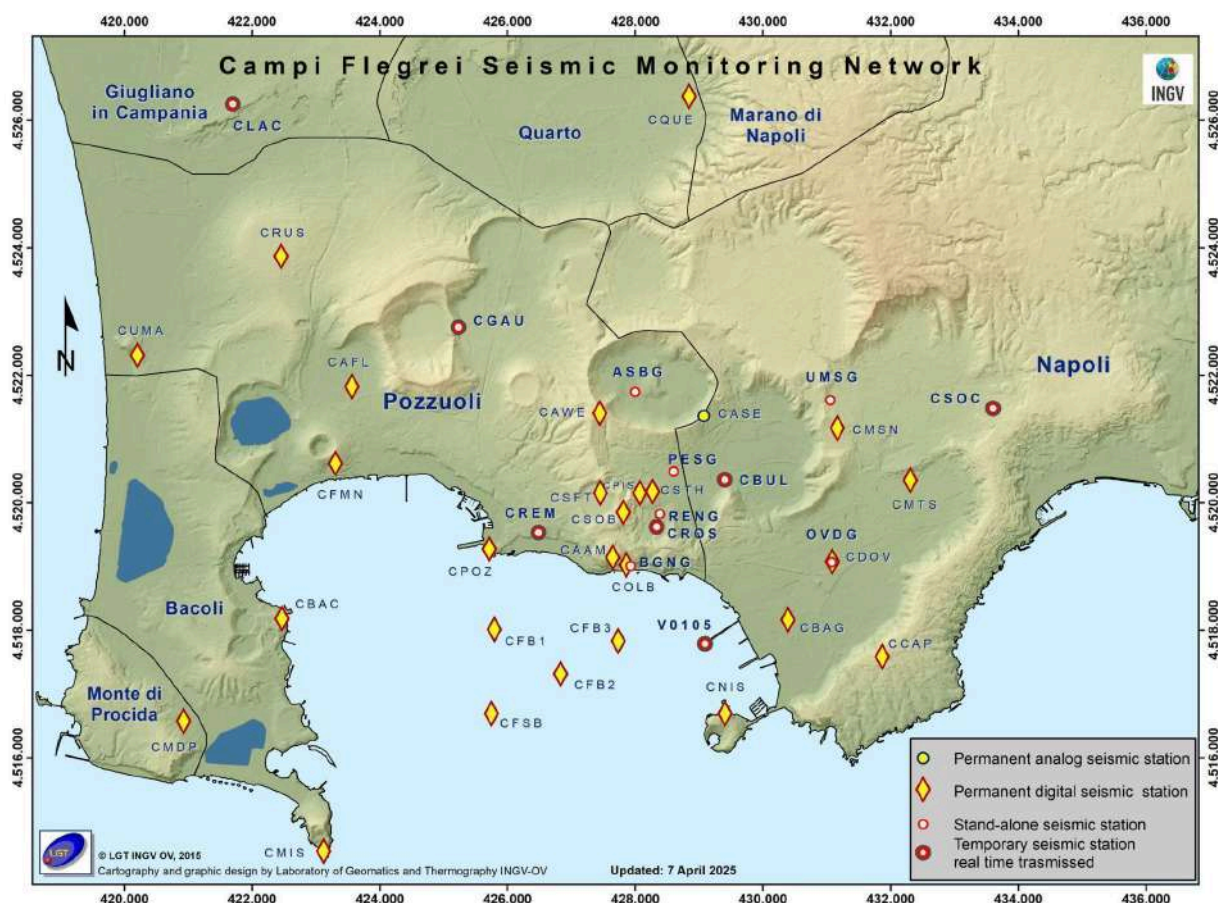 420.000 422.000 424.000 426.000 428.000 430.000 432.000 434.000 436.000
Campi Flegrei Seismic Monitoring Network
INGV
Giugliano
in Campania
CLAC
Quarto
CQUE
Marano di
Napoli
4.526.000
4.526.000
CRUS
4.524.000
4.524.000
CUMA
CGAU
N
CAFL
ASBG
UMSG
Napoli
4.522.000
4.522.000
Pozzuoli
CAWE
CASE
CSOC
CMSN
PESG
CFMN
CSFT
CPIS
CSTH
CBUL
CMTS
4.520.000
4.520.000
CREM
CSOB
RENG
CROS
OVDG
CPOZ
CAAM
BGNG
CDOV
COLB
Bacoli
CBAC
4.518.000
4.518.000
CFB1
CFB3
V0105
CBAG
CCAP
CFB2
Monte di
Procida
CMDP
CFSB
CNIS
4.516.000
4.516.000
Permanent analog seismic station
Permanent digital seismic station
Stand-alone seismic station
Temporary seismic station
real time trasmissed
LGT
© LGT INGV OV, 2015
CMIS
Cartography and graphic design by Laboratory of Geomatics and Thermography INGV-OV
Updated: 7 April 2025
420.000 422.000 424.000 426.000 428.000 430.000 432.000 434.000 436.000